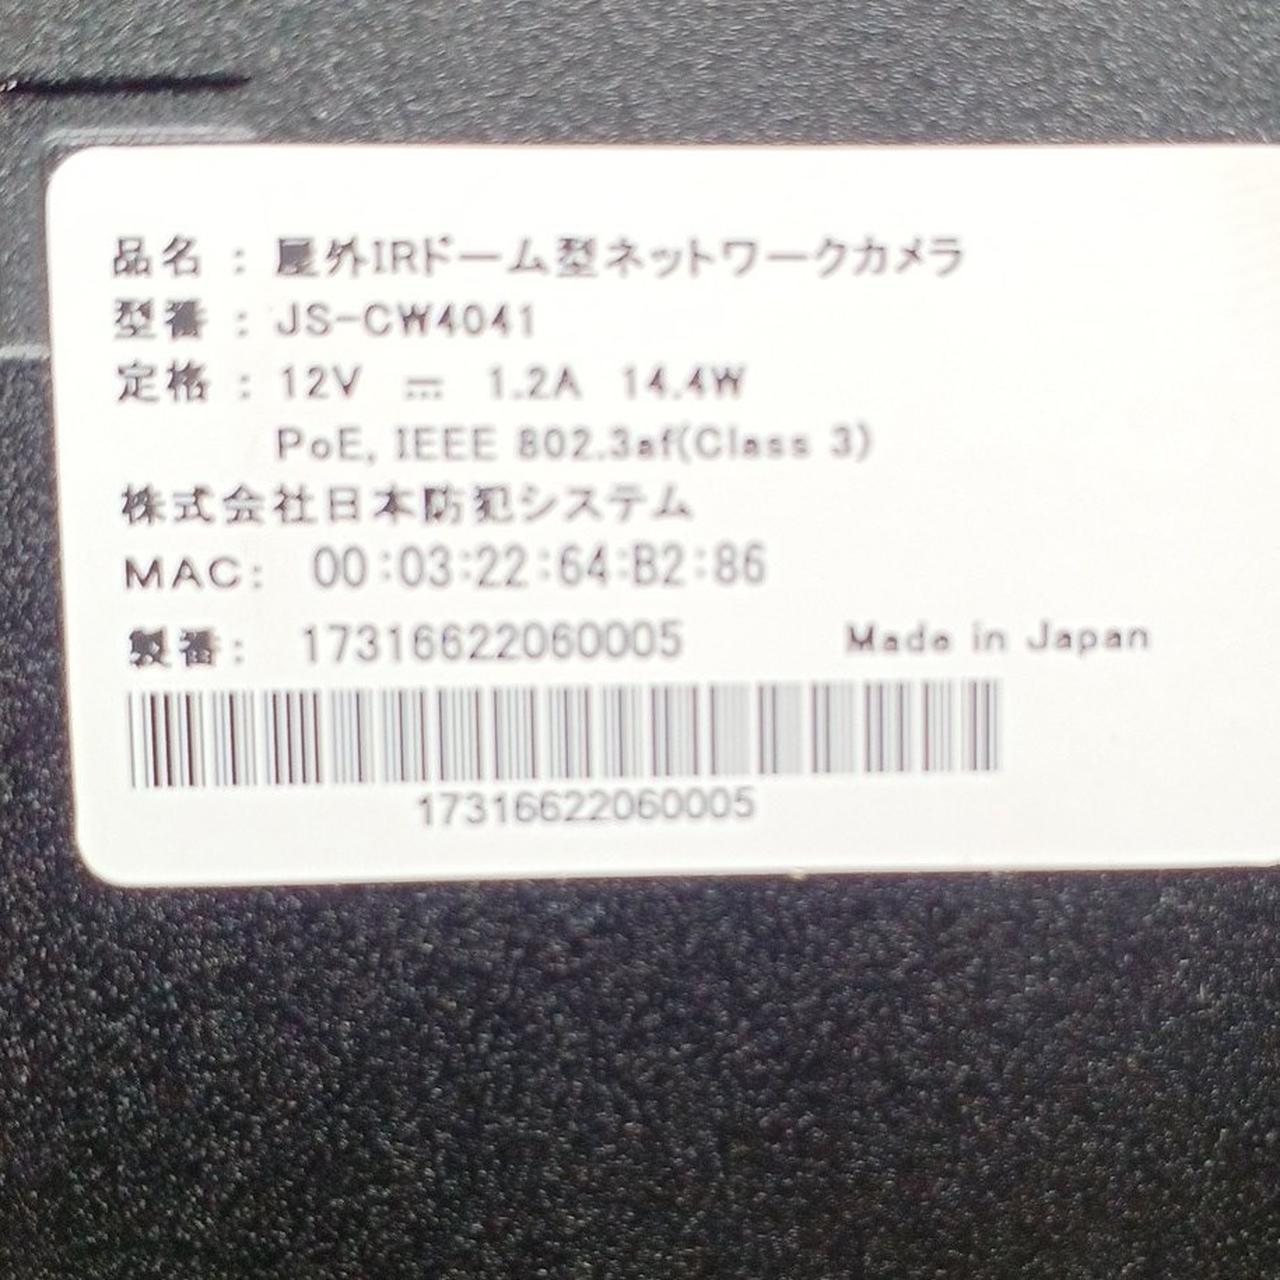 品名 : 屋外IRドーム型ネットワークカメラ
型番 : JS-CW4041
定格 : 12V ⎓ 1.2A 14.4W
PoE, IEEE 802.3af(Class 3)
株式会社日本防犯システム
MAC: 00:03:22:64:B2:86
製番: 17316622060005 Made in Japan
17316622060005